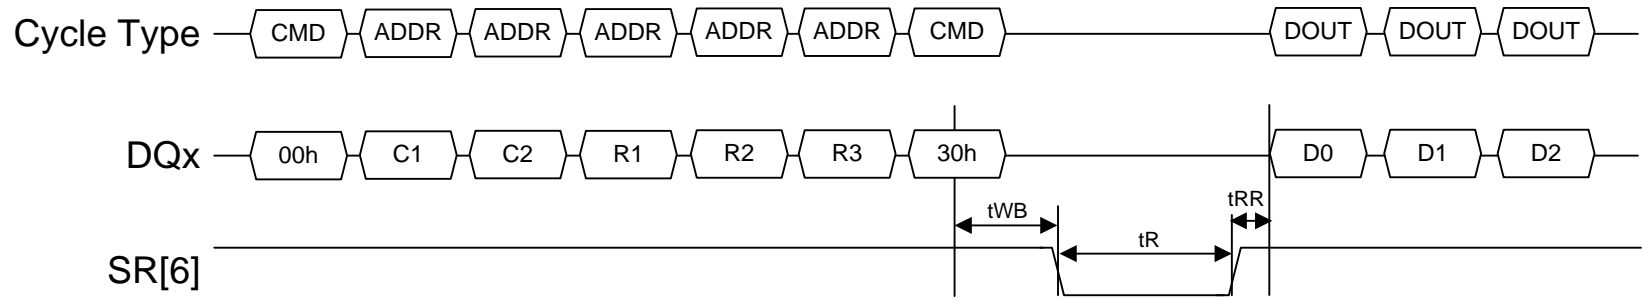 Cycle Type CMD ADDR ADDR ADDR ADDR ADDR CMD DOUT DOUT DOUT
DQx 00h C1 C2 R1 R2 R3 30h D0 D1 D2
tWB tR tRR
SR[6]